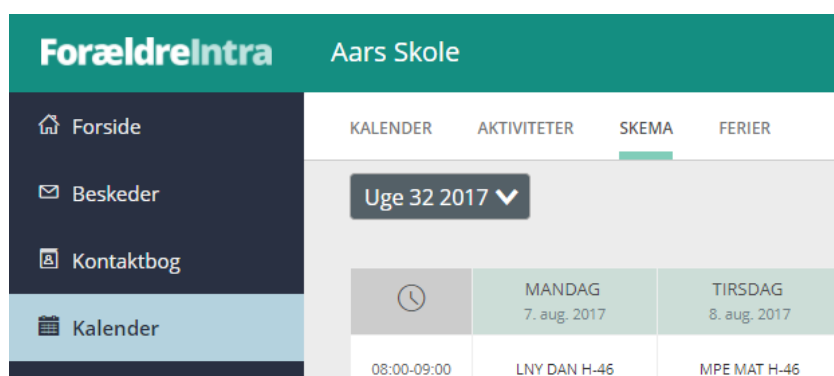 ForældreIntra
Aars Skole
Forside
Beskeder
Kontaktbog
Kalender
KALENDER AKTIVITETER SKEMA FERIER
Uge 32 2017
MANDAG TIRSDAG
7. aug. 2017 8. aug. 2017
08:00-09:00 LNY DAN H-46 MPE MAT H-46